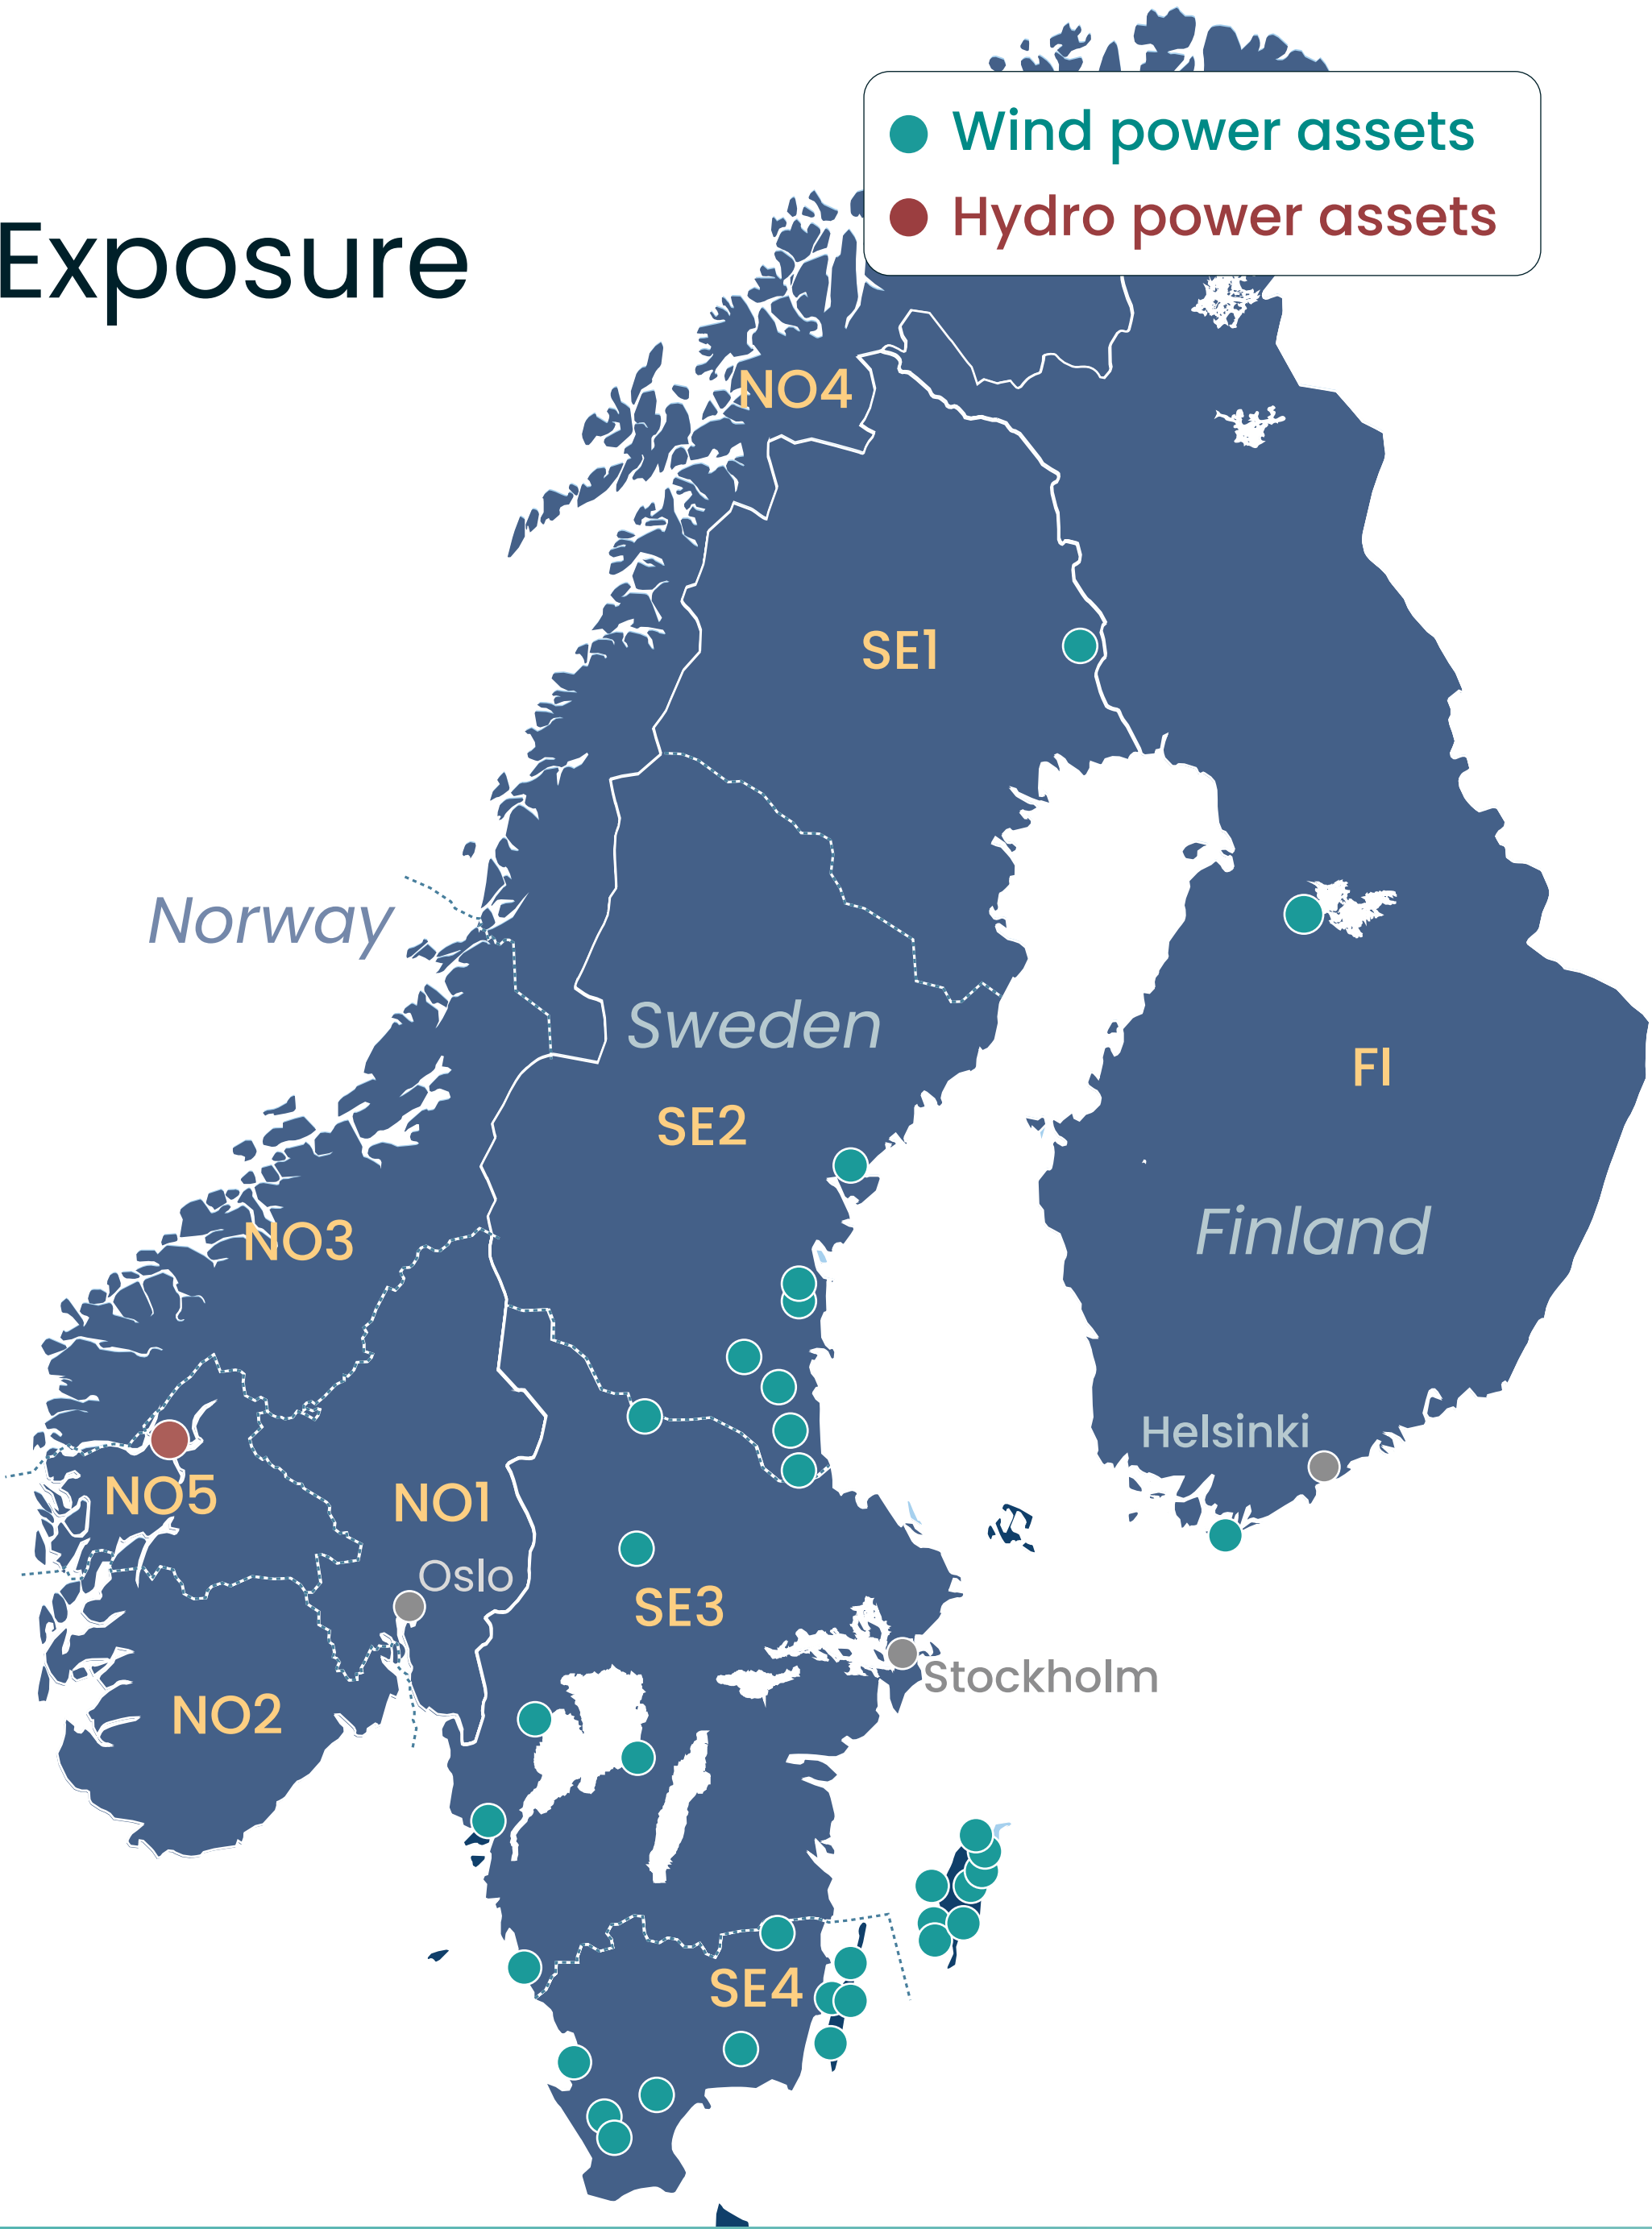 Wind power assets
Hydro power assets
Exposure
NO4
SE1
Norway
Sweden
FI
SE2
Finland
NO3
Helsinki
NO5
NO1
Oslo
SE3
Stockholm
NO2
SE4